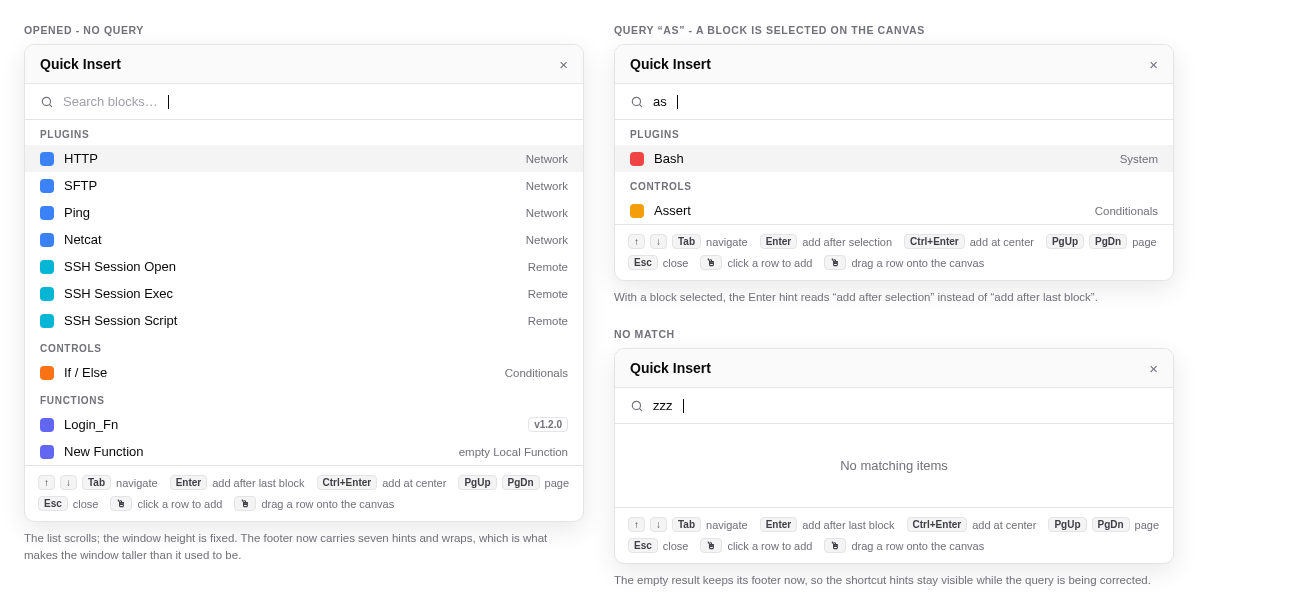 OPENED - NO QUERY
Quick Insert ×
Search blocks…
PLUGINS
HTTP Network
SFTP Network
Ping Network
Netcat Network
SSH Session Open Remote
SSH Session Exec Remote
SSH Session Script Remote
CONTROLS
If / Else Conditionals
FUNCTIONS
Login_Fn v1.2.0
New Function empty Local Function
↑ ↓ Tab navigate Enter add after last block Ctrl+Enter add at center PgUp PgDn page
Esc close 🖱 click a row to add 🖱 drag a row onto the canvas
The list scrolls; the window height is fixed. The footer now carries seven hints and wraps, which is what
makes the window taller than it used to be.
QUERY “AS” - A BLOCK IS SELECTED ON THE CANVAS
Quick Insert ×
as
PLUGINS
Bash System
CONTROLS
Assert Conditionals
↑ ↓ Tab navigate Enter add after selection Ctrl+Enter add at center PgUp PgDn page
Esc close 🖱 click a row to add 🖱 drag a row onto the canvas
With a block selected, the Enter hint reads “add after selection” instead of “add after last block”.
NO MATCH
Quick Insert ×
zzz
No matching items
↑ ↓ Tab navigate Enter add after last block Ctrl+Enter add at center PgUp PgDn page
Esc close 🖱 click a row to add 🖱 drag a row onto the canvas
The empty result keeps its footer now, so the shortcut hints stay visible while the query is being corrected.